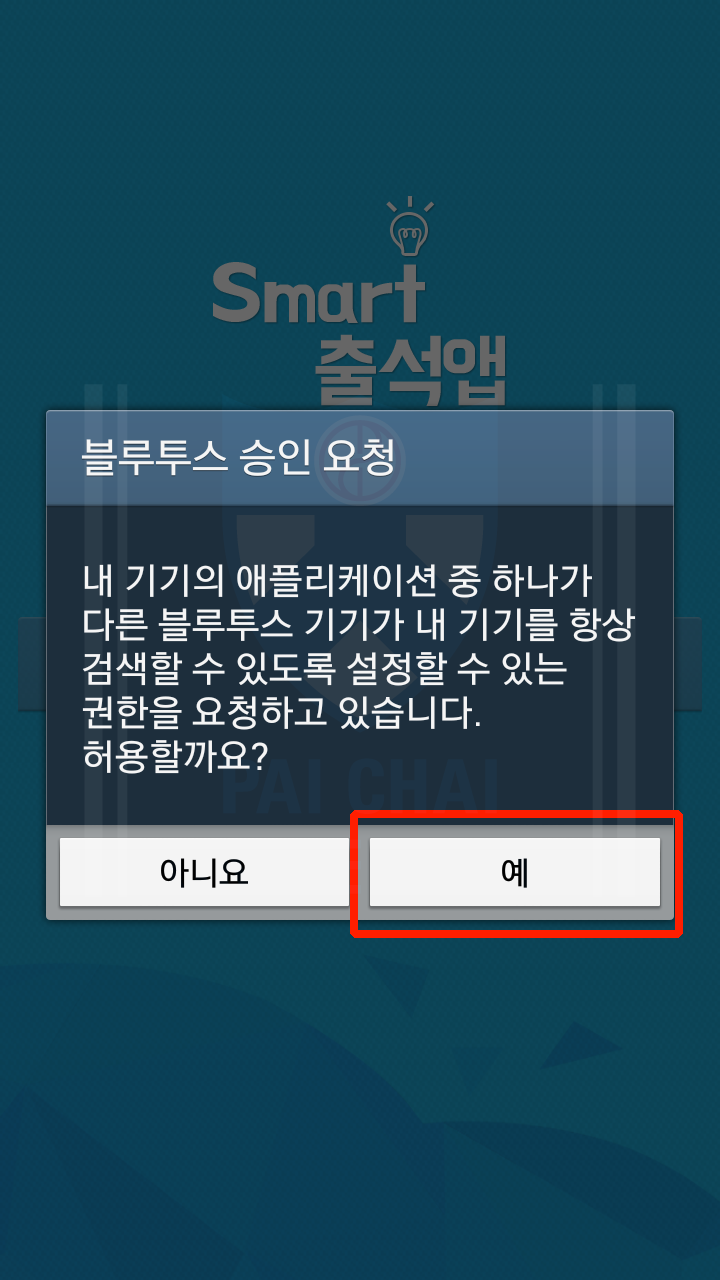 Smart
출석앱
블루투스 승인 요청
내 기기의 애플리케이션 중 하나가
다른 블루투스 기기가 내 기기를 항상
검색할 수 있도록 설정할 수 있는
권한을 요청하고 있습니다.
허용할까요?
PAI CHAI
아니요
예